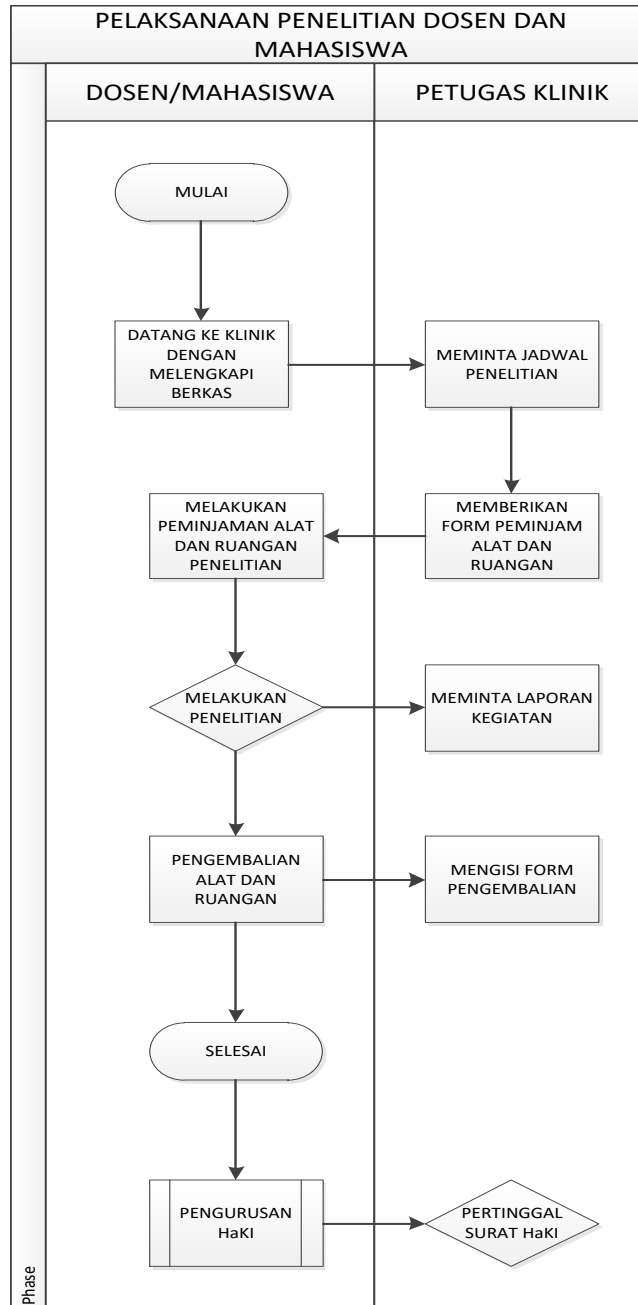 PELAKSANAAN PENELITIAN DOSEN DAN
MAHASISWA
DOSEN/MAHASISWA
PETUGAS KLINIK
MULAI
DATANG KE KLINIK
DENGAN
MELENGKAPI
BERKAS
MEMINTA JADWAL
PENELITIAN
MELAKUKAN
PEMINJAMAN ALAT
DAN RUANGAN
PENELITIAN
MEMBERIKAN
FORM PEMINJAM
ALAT DAN
RUANGAN
MELAKUKAN
PENELITIAN
MEMINTA LAPORAN
KEGIATAN
PENGEMBALIAN
ALAT DAN
RUANGAN
MENGISI FORM
PENGEMBALIAN
SELESAI
PENGURUSAN
HaKI
PERTINGGAL
SURAT HaKI
Phase